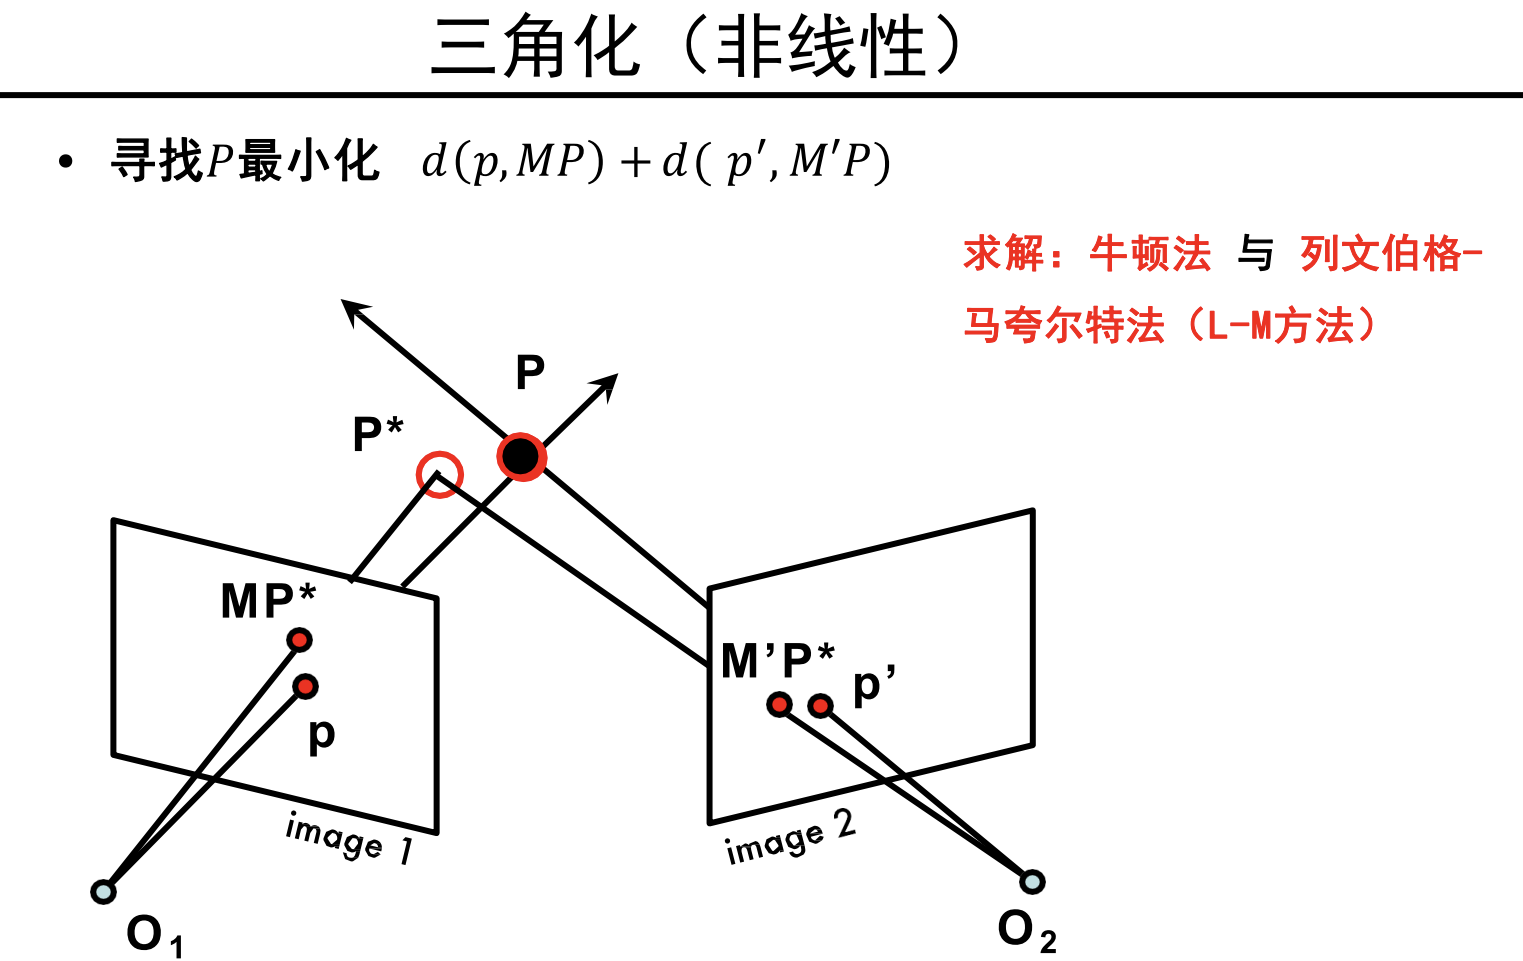 三角化（非线性）
• 寻找P最小化 d(p,MP)+d( p′,M′P)
求解：牛顿法 与 列文伯格-
马夸尔特法（L-M方法）
P
P*
MP*
p
M’P*
p’
image 1
image 2
O1
O2